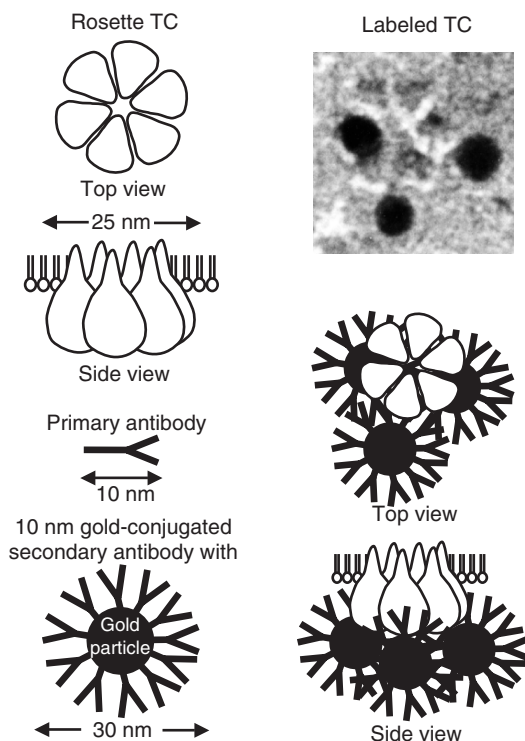 Rosette TC
Top view
25 nm
Side view
Primary antibody
10 nm
10 nm gold-conjugated
secondary antibody with
Gold
particle
30 nm
Labeled TC
Top view
Side view